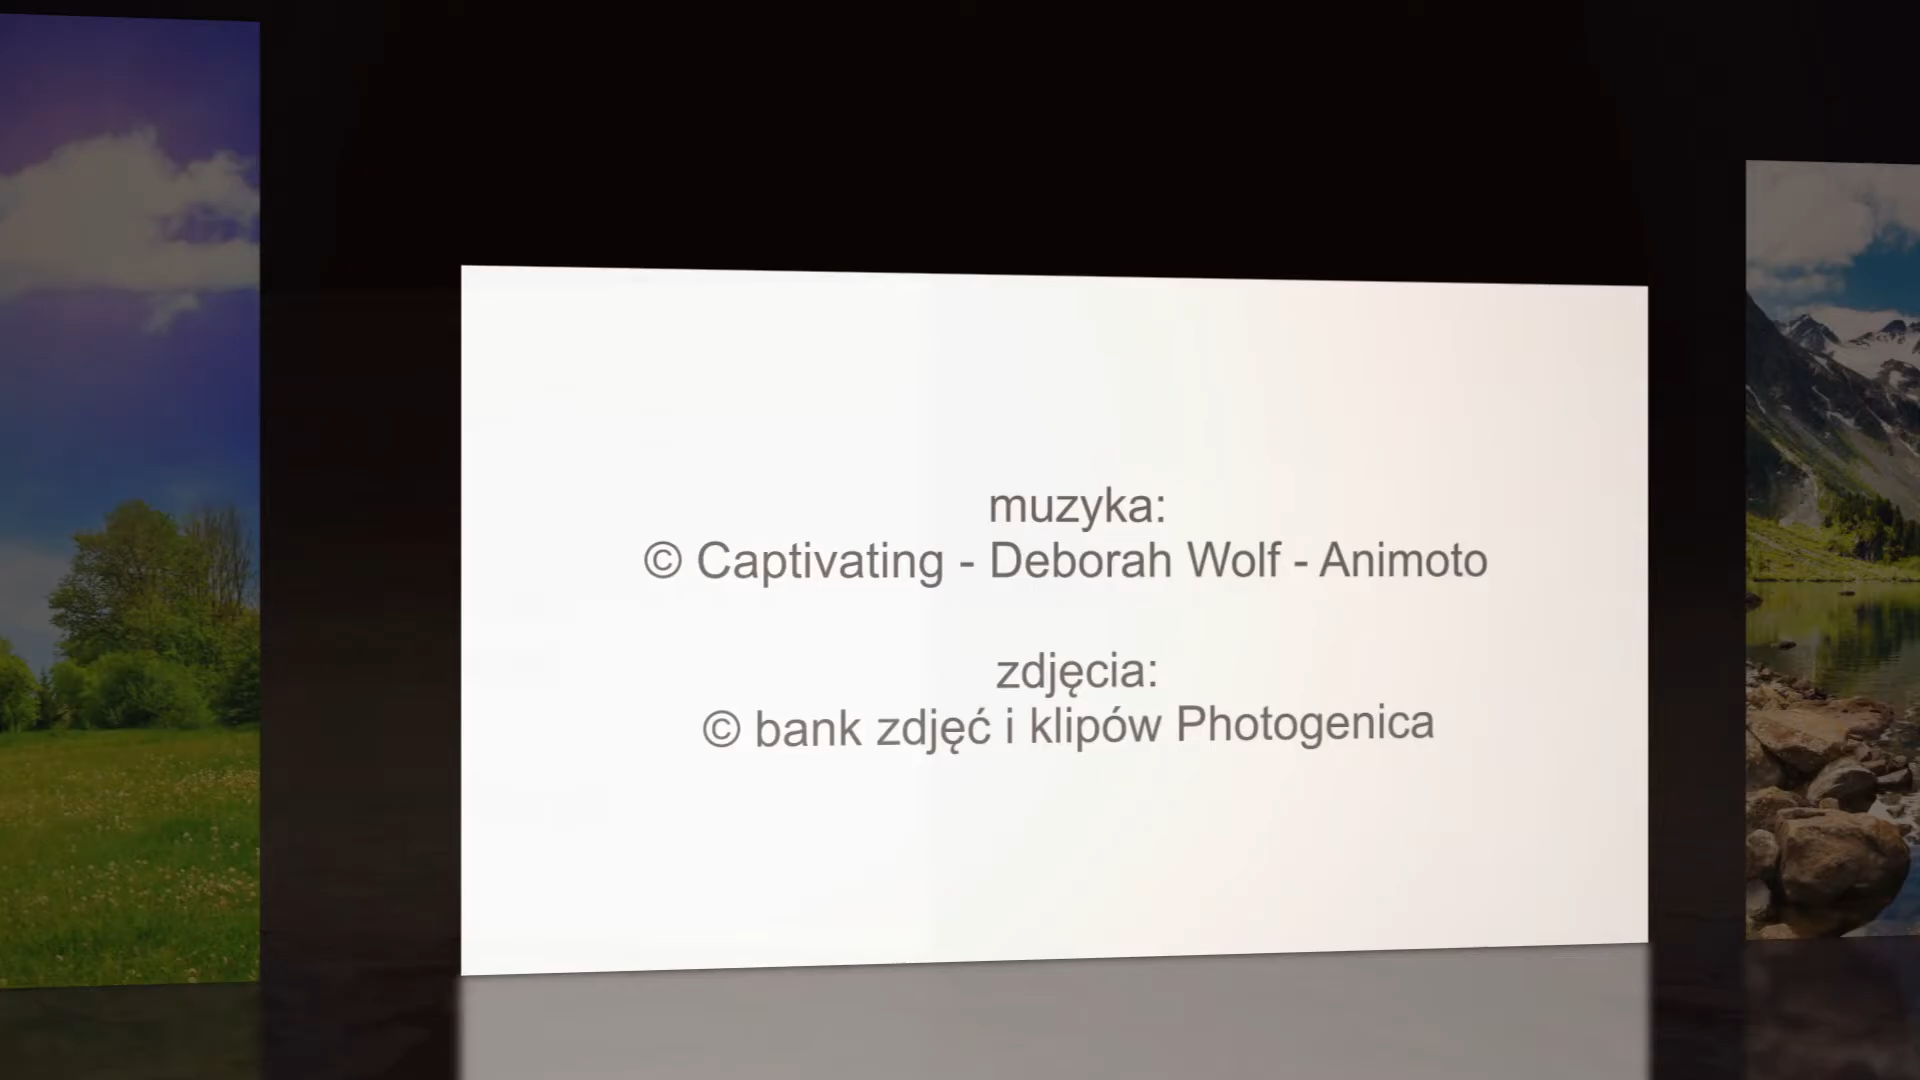 muzyka:
© Captivating - Deborah Wolf - Animoto
zdjęcia:
© bank zdjęć i klipów Photogenica